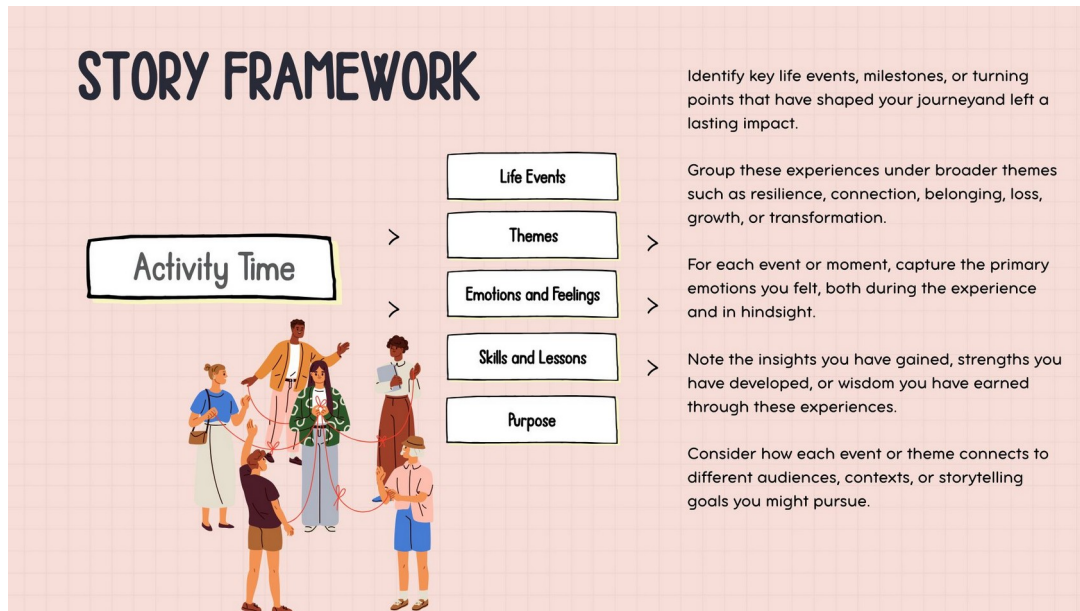 STORY FRAMEWORK
Activity Time
>
>
Life Events
Themes
Emotions and Feelings
Skills and Lessons
Purpose
>
>
>
Identify key life events, milestones, or turning
points that have shaped your journeyand left a
lasting impact.
Group these experiences under broader themes
such as resilience, connection, belonging, loss,
growth, or transformation.
For each event or moment, capture the primary
emotions you felt, both during the experience
and in hindsight.
Note the insights you have gained, strengths you
have developed, or wisdom you have earned
through these experiences.
Consider how each event or theme connects to
different audiences, contexts, or storytelling
goals you might pursue.